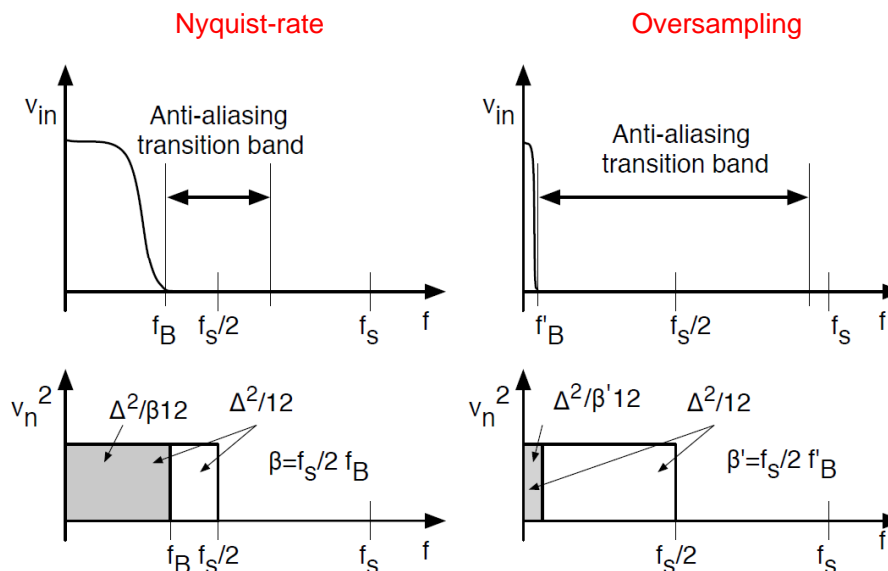 Nyquist-rate
Oversampling
v_in
Anti-aliasing
transition band
f_B
f_s/2
f_s
f
v_in
Anti-aliasing
transition band
f'_B
f_s/2
f_s
f
v_n^2
Δ^2/β12
Δ^2/12
β=f_s/2 f_B
f_B
f_s/2
f_s
f
v_n^2
Δ^2/β'12
Δ^2/12
β'=f_s/2 f'_B
f_s/2
f_s
f